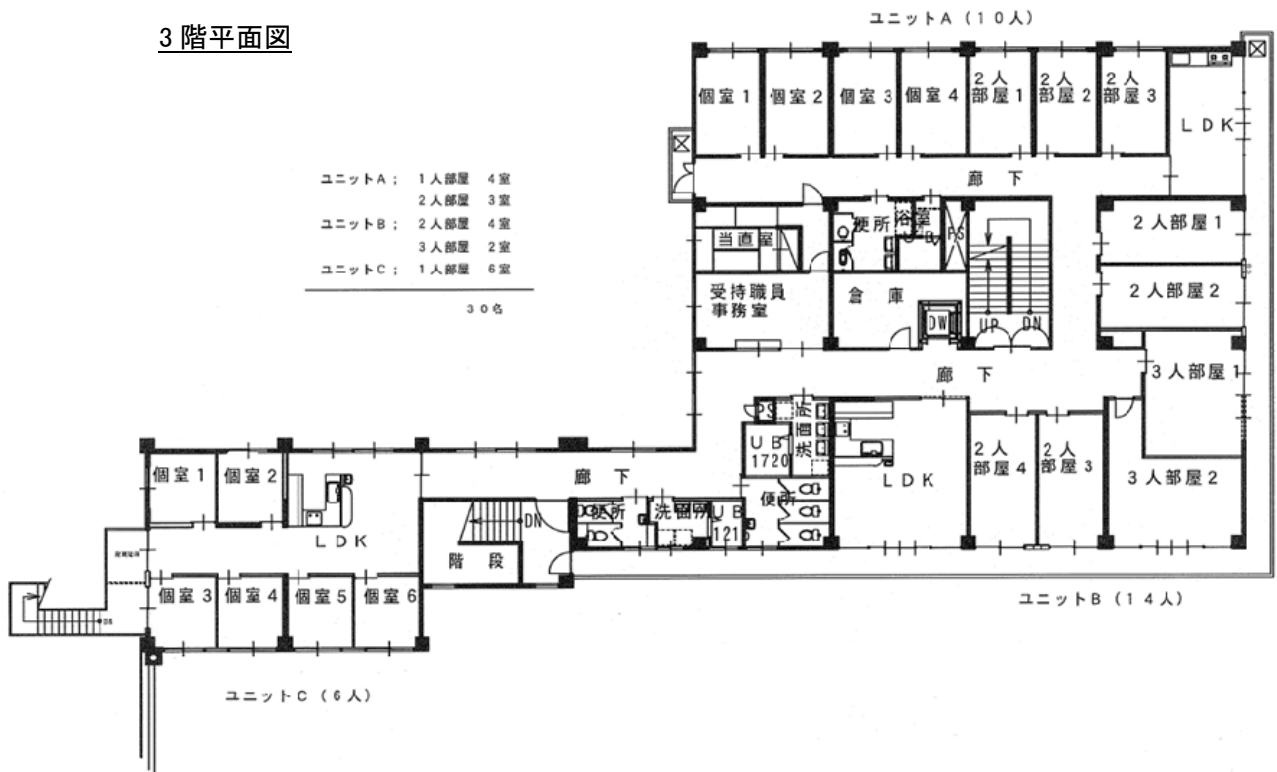 3階平面図
ユニットA(10人)
個室1
個室2
個室3
個室4
2人
部屋1
2人
部屋2
2人
部屋3
LDK
ユニットA; 1人部屋 4室
2人部屋 3室
ユニットB; 2人部屋 4室
3人部屋 2室
ユニットC; 1人部屋 6室
30名
廊下
便所
浴室
UB
PS
当直室
2人部屋1
2人部屋2
受持職員
事務室
倉庫
DW
UP
DN
廊下
3人部屋1
PS
洗面所
UB
1720
LDK
2人
部屋4
2人
部屋3
3人部屋2
個室1
個室2
廊下
便所
LDK
DN
便所
洗面所
UB
階段
個室3
個室4
個室5
個室6
DN
ユニットB(14人)
ユニットC(6人)